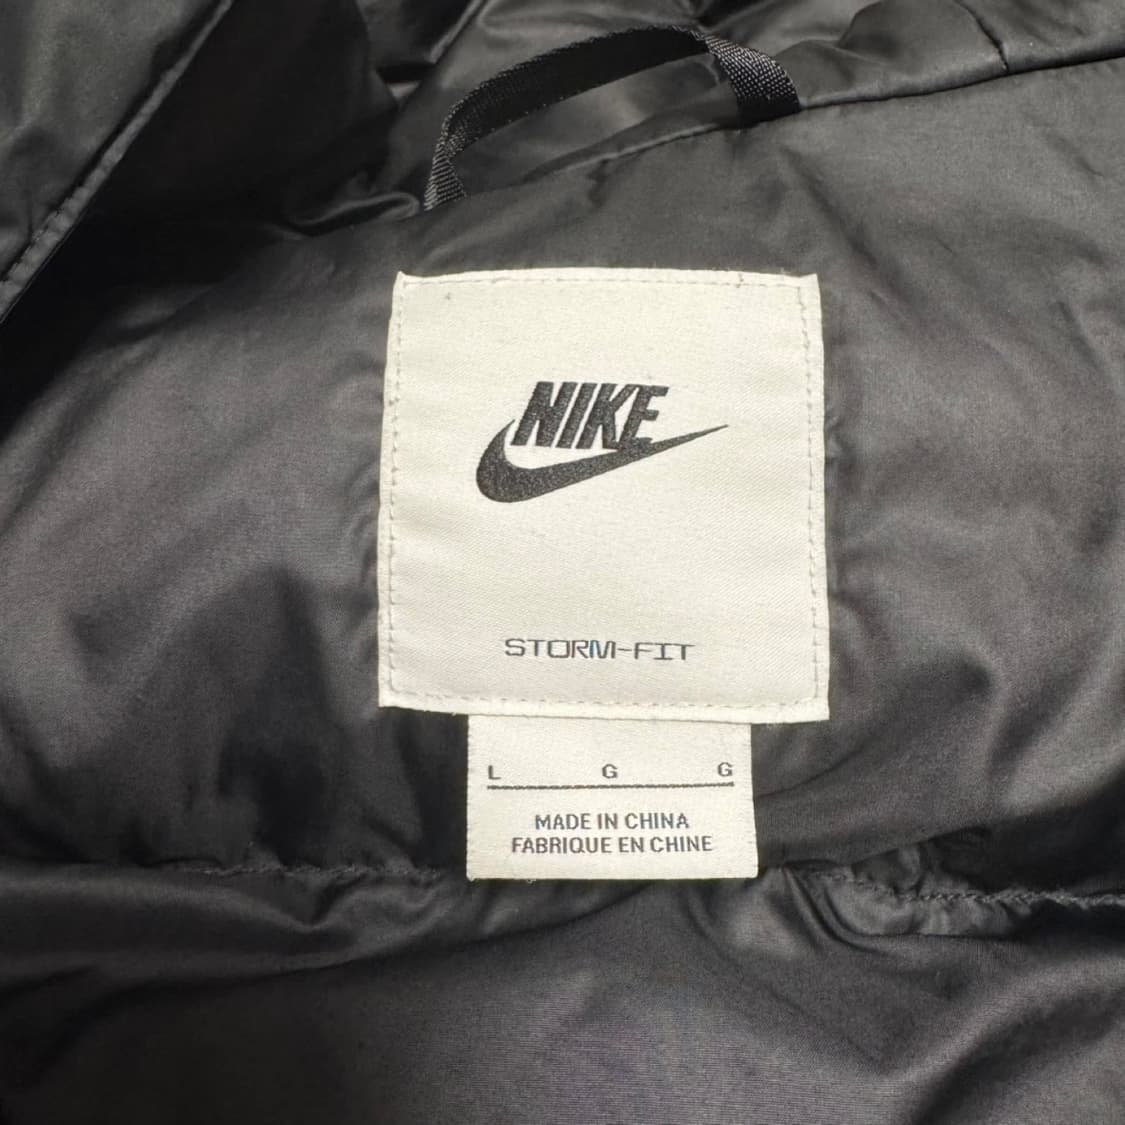 NIKE
STORM-FIT
L G G
MADE IN CHINA
FABRIQUE EN CHINE